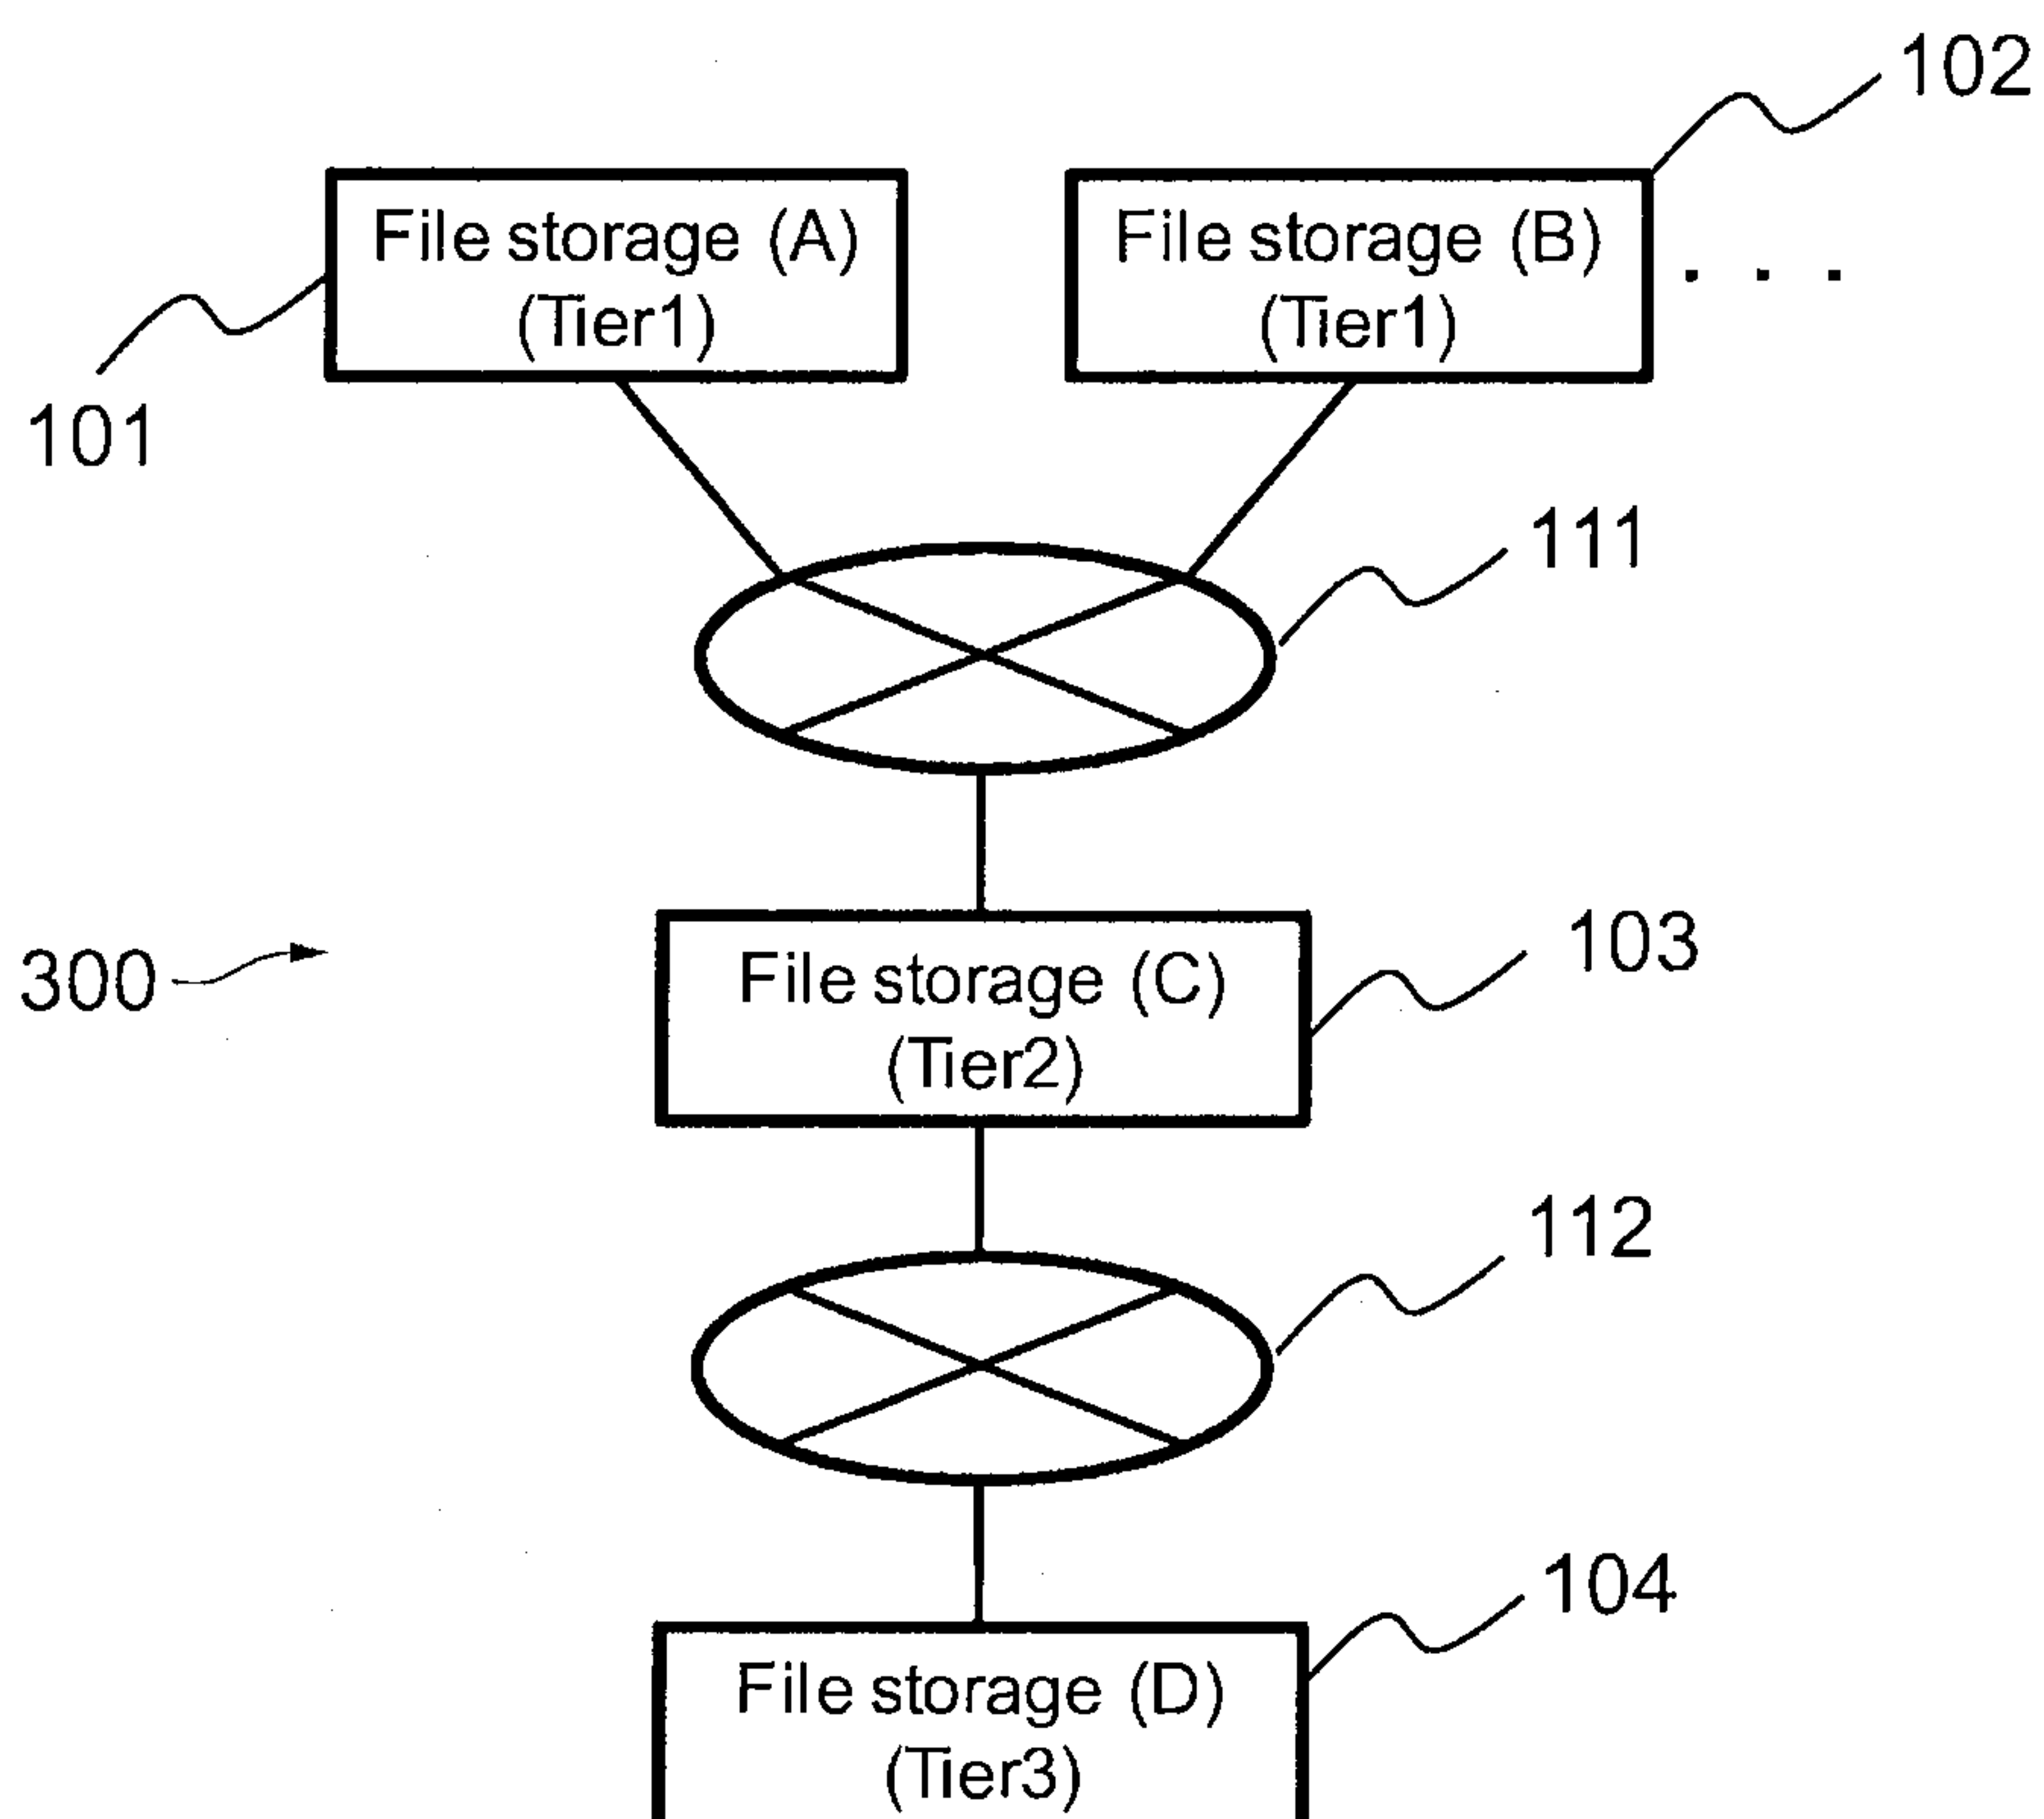 102
File storage (A)
(Tier1)
File storage (B)
(Tier1)
. . .
101
111
300
File storage (C)
(Tier2)
103
112
104
File storage (D)
(Tier3)